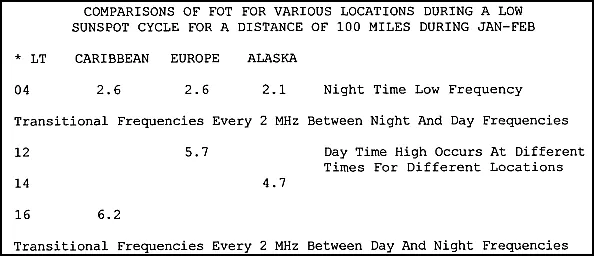 COMPARISONS OF FOT FOR VARIOUS LOCATIONS DURING A LOW
SUNSPOT CYCLE FOR A DISTANCE OF 100 MILES DURING JAN-FEB
* LT CARIBBEAN EUROPE ALASKA
04 2.6 2.6 2.1 Night Time Low Frequency
Transitional Frequencies Every 2 MHz Between Night And Day Frequencies
12 5.7 Day Time High Occurs At Different
Times For Different Locations
14 4.7
16 6.2
Transitional Frequencies Every 2 MHz Between Day And Night Frequencies